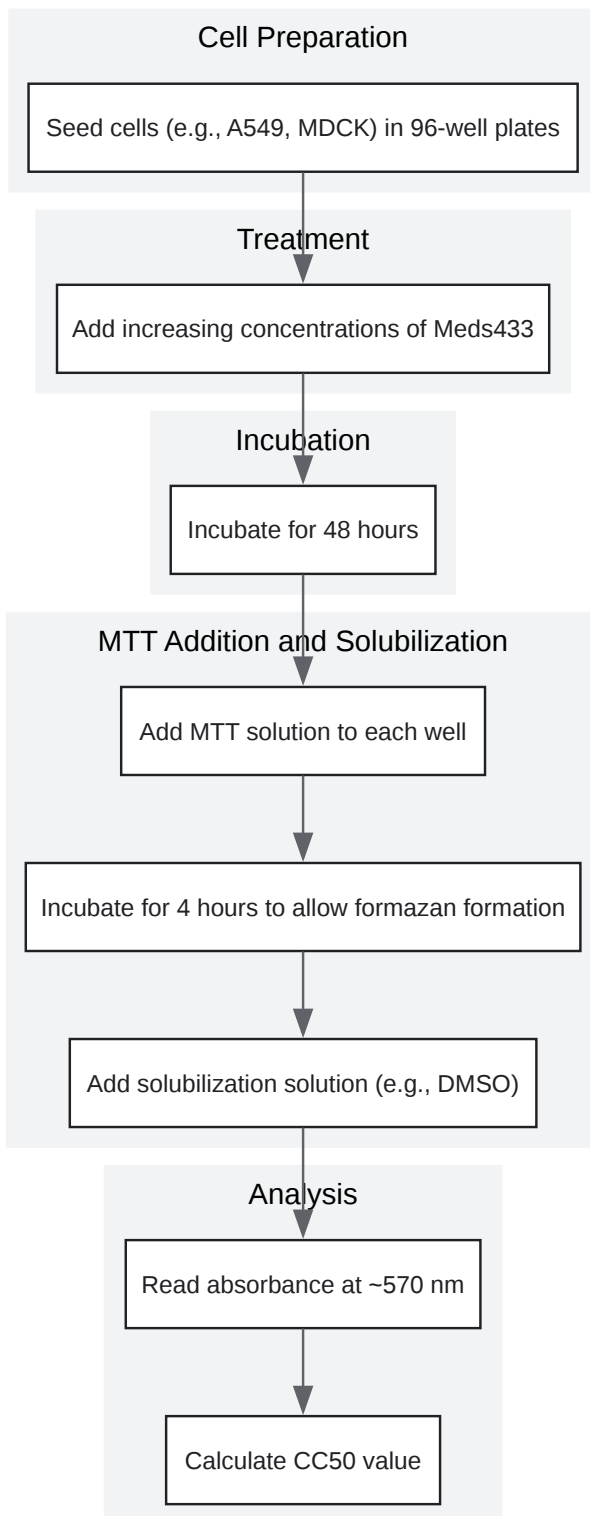 Cell Preparation
Seed cells (e.g., A549, MDCK) in 96-well plates
Treatment
Add increasing concentrations of Meds433
Incubation
Incubate for 48 hours
MTT Addition and Solubilization
Add MTT solution to each well
Incubate for 4 hours to allow formazan formation
Add solubilization solution (e.g., DMSO)
Analysis
Read absorbance at ~570 nm
Calculate CC50 value